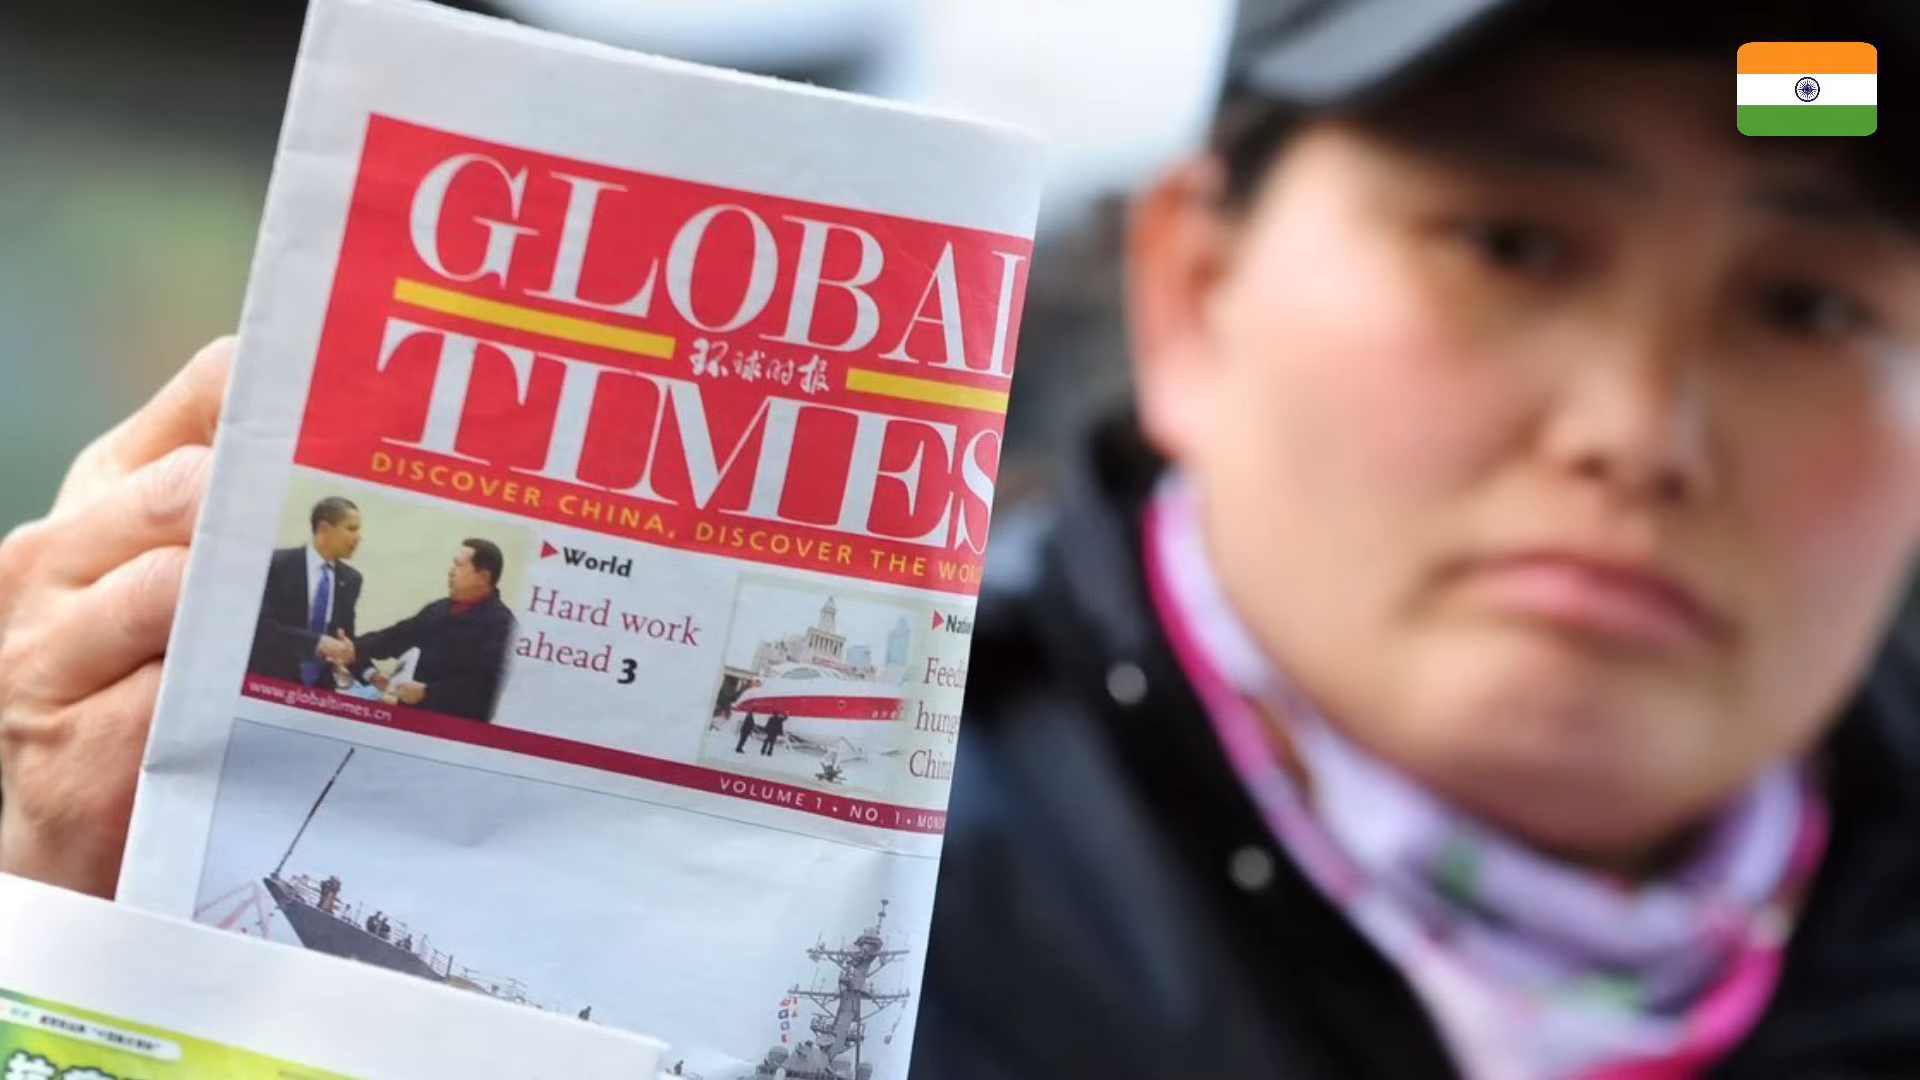 GLOBAL
环球时报
TIMES
DISCOVER CHINA, DISCOVER THE
World
Hard work
ahead 3
www.globaltimes.cn
VOLUME 1 • NO. 1 •